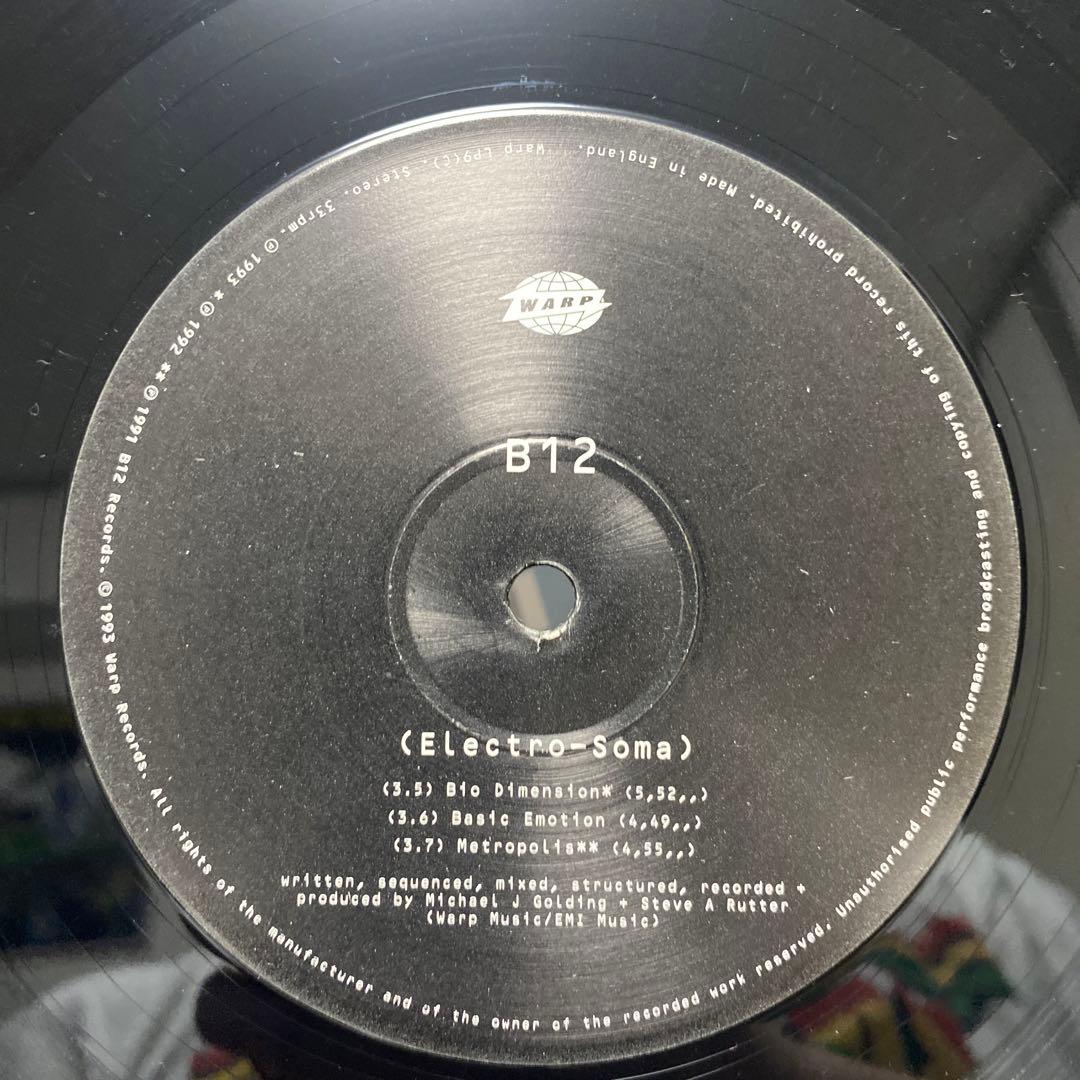 WARP
B12
(Electro-Soma)
(3.5) Bio Dimension* (5,52,,)
(3.6) Basic Emotion (4,49,,)
(3.7) Metropolis** (4,55,,)
written, sequenced, mixed, structured, recorded +
produced by Michael J Golding + Steve A Rutter
(Warp Music/EMI Music)
Warp LP9(C). Stereo. 33rpm. ℗ 1993 *℗ 1992 **℗ 1991 B12 Records. © 1993 Warp Records. All rights of the manufacturer and of the owner of the recorded work reserved. Unauthorised public performance broadcasting and copying of this record prohibited. Made in England.